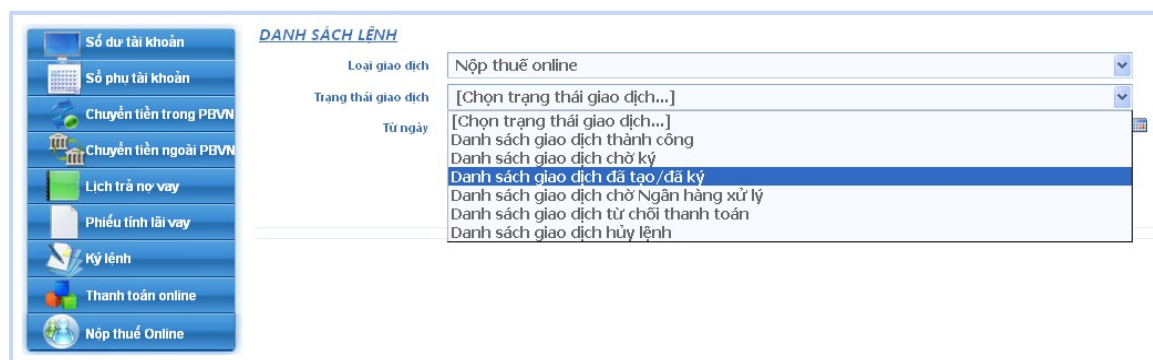 Số dư tài khoản
Sổ phụ tài khoản
Chuyển tiền trong PBVN
Chuyển tiền ngoài PBVN
Lịch trả nợ vay
Phiếu tính lãi vay
Ký lệnh
Thanh toán online
Nộp thuế Online
DANH SÁCH LỆNH
Loại giao dịch Nộp thuế online
Trạng thái giao dịch [Chọn trạng thái giao dịch...]
Từ ngày
[Chọn trạng thái giao dịch...]
Danh sách giao dịch thành công
Danh sách giao dịch chờ ký
Danh sách giao dịch đã tạo/đã ký
Danh sách giao dịch chờ Ngân hàng xử lý
Danh sách giao dịch từ chối thanh toán
Danh sách giao dịch hủy lệnh